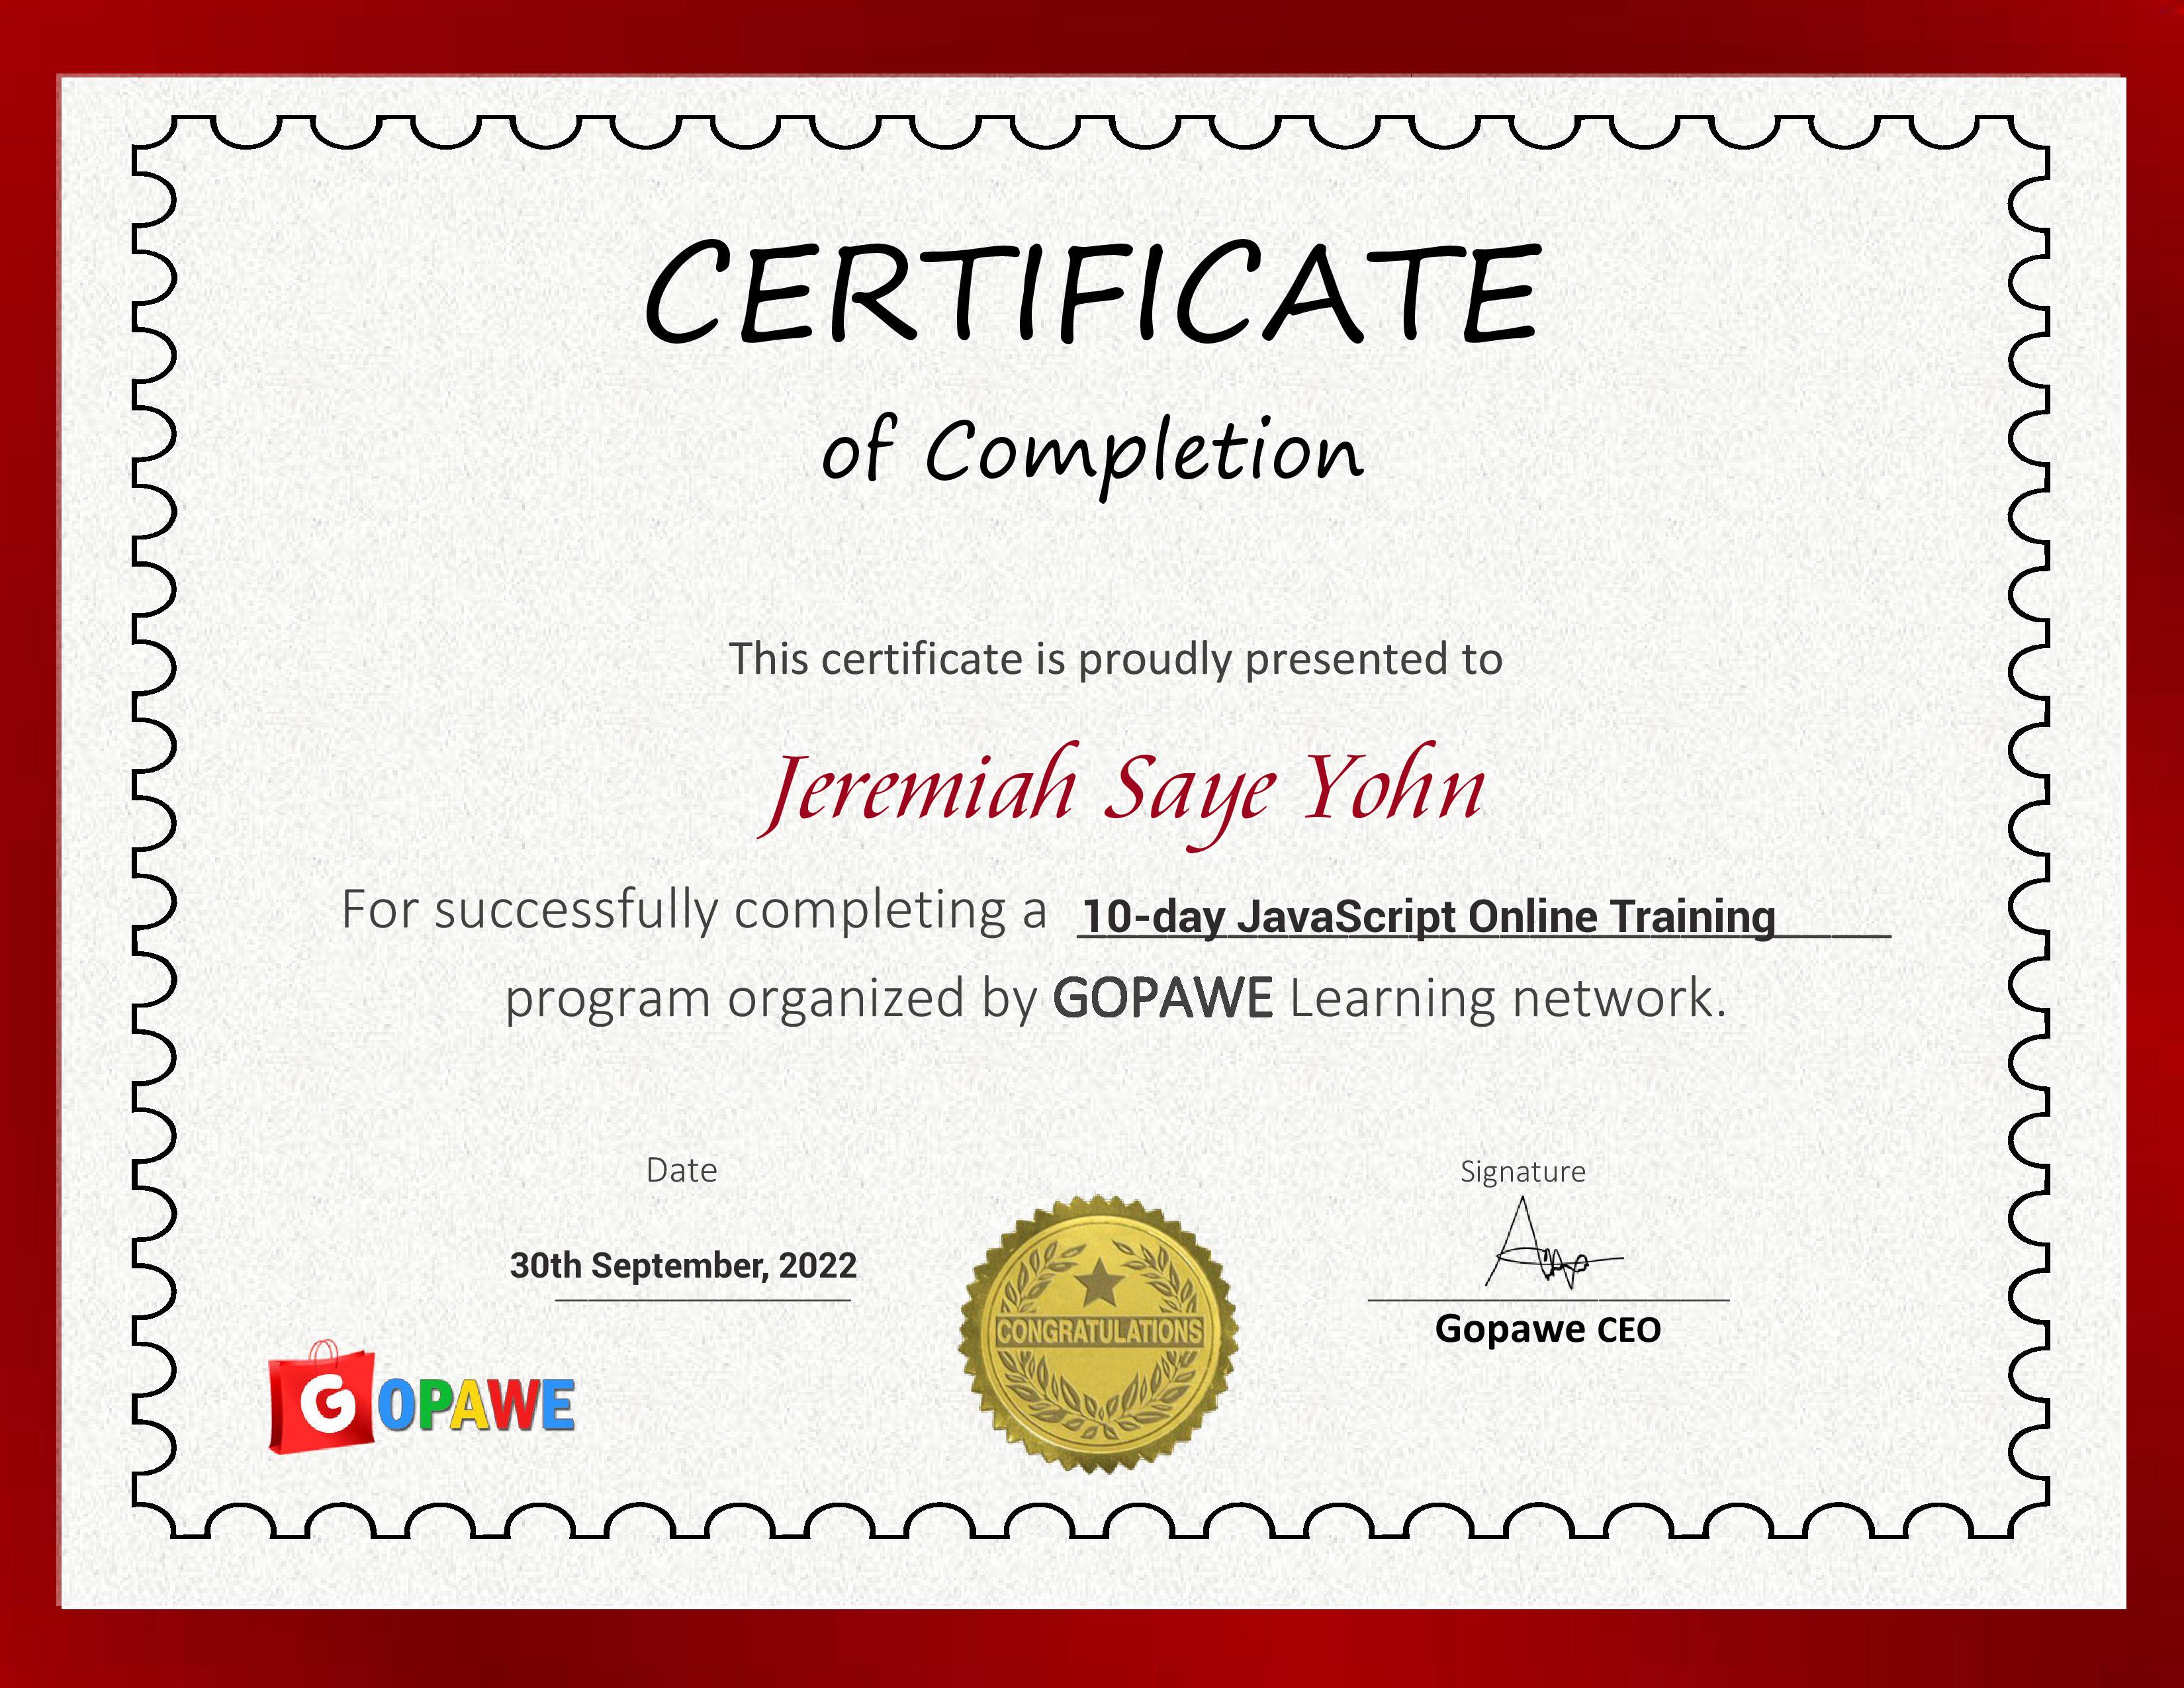 CERTIFICATE
of Completion
This certificate is proudly presented to
Jeremiah Saye Yohn
For successfully completing a 10-day JavaScript Online Training
program organized by GOPAWE Learning network.
Date
Signature
30th September, 2022
CONGRATULATIONS
Gopawe CEO
GOPAWE